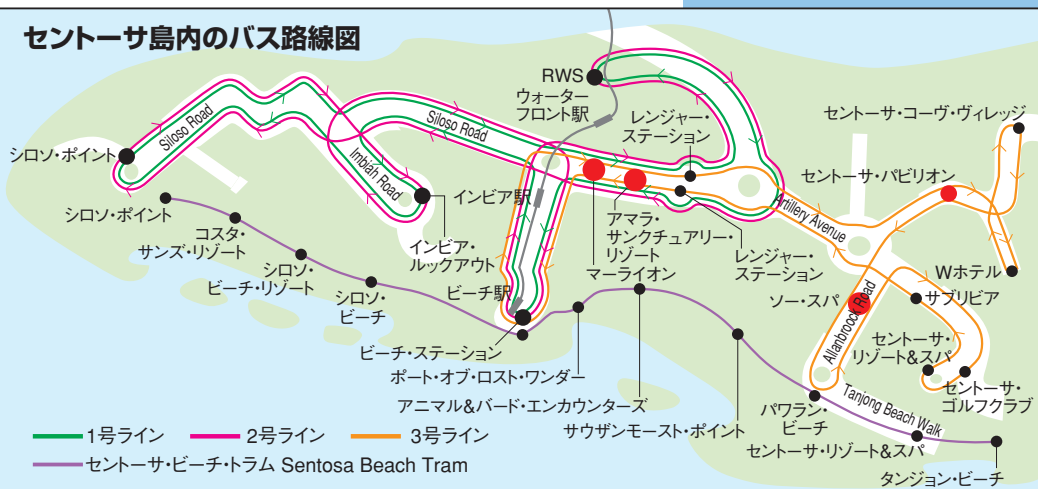 セントーサ島内のバス路線図
RWS
ウォーター
フロント駅
レンジャー・
ステーション
セントーサ・コーヴ・ヴィレッジ
Siloso Road
Siloso Road
シロソ・ポイント
Imbiah Road
セントーサ・パビリオン
シロソ・ポイント
インビア駅
Artillery Avenue
コスタ・
サンズ・リゾート
インビア・
ルックアウト
アマラ・
サンクチュアリー・
リゾート
マーライオン
レンジャー・
ステーション
シロソ・
ビーチ・リゾート
ビーチ駅
Wホテル
ソー・スパ
サブリビア
シロソ・
ビーチ
Allanbroock Road
セントーサ・
リゾート&スパ
ビーチ・ステーション
ポート・オブ・ロスト・ワンダー
セントーサ・
ゴルフクラブ
アニマル&バード・エンカウンターズ
Tanjong Beach Walk
パワラン・
ビーチ
サウザンモースト・ポイント
セントーサ・リゾート&スパ
タンジョン・ビーチ
1号ライン 2号ライン 3号ライン
セントーサ・ビーチ・トラム Sentosa Beach Tram